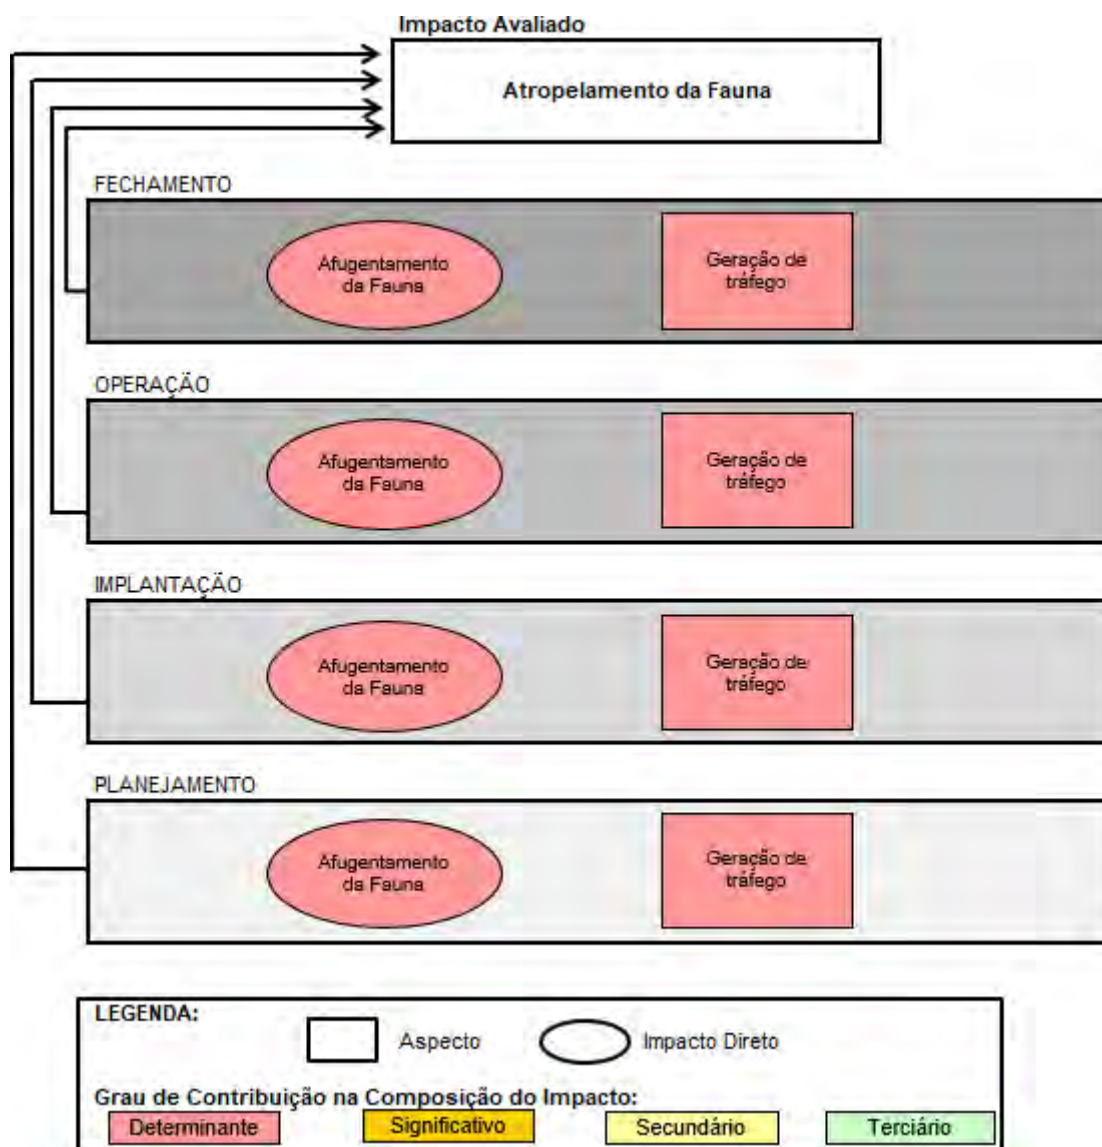 Impacto Avaliado
Atropelamento da Fauna
FECHAMENTO
Afugentamento
da Fauna
Geração de
tráfego
OPERAÇÃO
Afugentamento
da Fauna
Geração de
tráfego
IMPLANTAÇÃO
Afugentamento
da Fauna
Geração de
tráfego
PLANEJAMENTO
Afugentamento
da Fauna
Geração de
tráfego
LEGENDA:
Aspecto
Impacto Direto
Grau de Contribuição na Composição do Impacto:
Determinante
Significativo
Secundário
Terciário